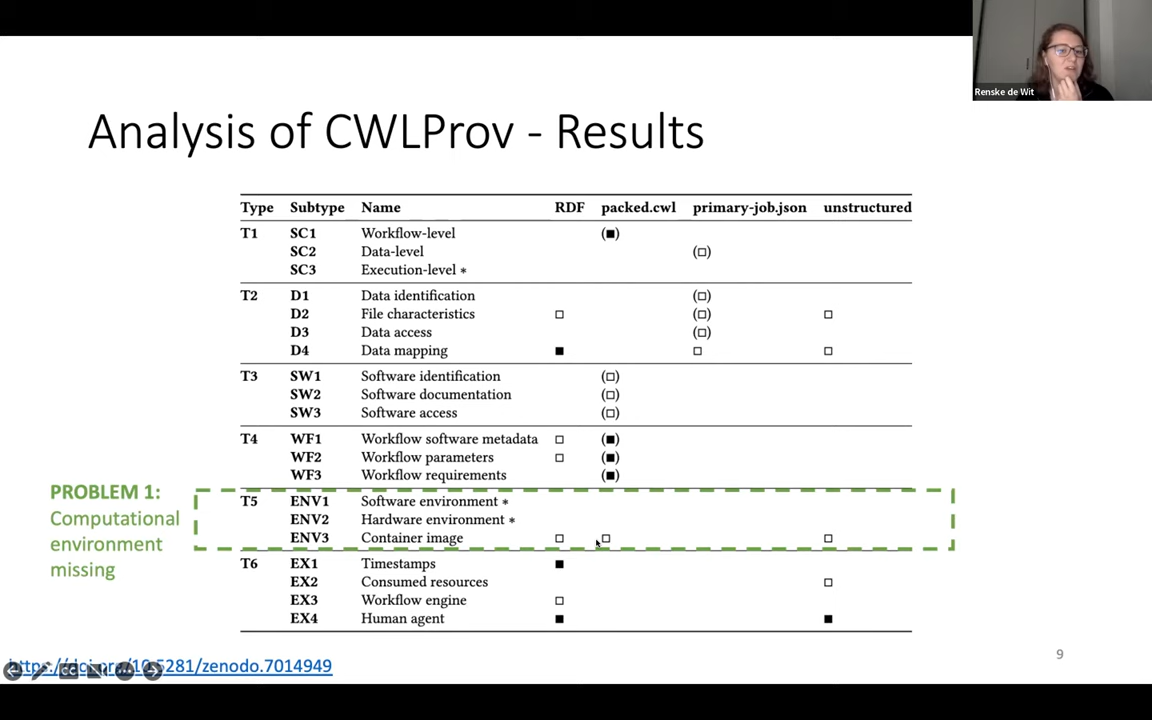 Renske de Wit
Analysis of CWLProv - Results
Type Subtype Name RDF packed.cwl primary-job.json unstructured
T1 SC1 Workflow-level (■)
SC2 Data-level (□)
SC3 Execution-level *
T2 D1 Data identification (□)
D2 File characteristics □ (□) □
D3 Data access (□)
D4 Data mapping ■ □ □
T3 SW1 Software identification (□)
SW2 Software documentation (□)
SW3 Software access (□)
T4 WF1 Workflow software metadata □ (■)
WF2 Workflow parameters □ (■)
WF3 Workflow requirements (■)
PROBLEM 1:
Computational
environment
missing
T5 ENV1 Software environment *
ENV2 Hardware environment *
ENV3 Container image □ □ □
T6 EX1 Timestamps ■
EX2 Consumed resources □
EX3 Workflow engine □
EX4 Human agent ■ ■
https://doi.org/10.5281/zenodo.7014949
9